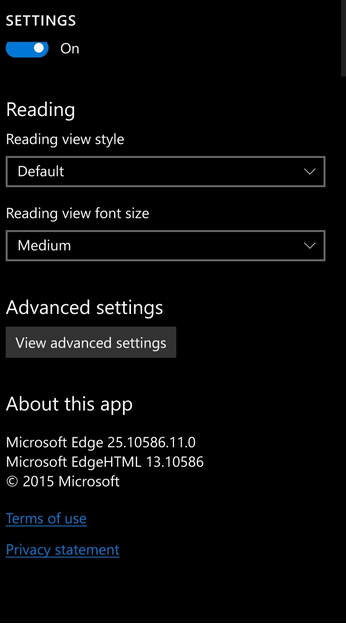 SETTINGS
On
Reading
Reading view style
Default
Reading view font size
Medium
Advanced settings
View advanced settings
About this app
Microsoft Edge 25.10586.11.0
Microsoft EdgeHTML 13.10586
© 2015 Microsoft
Terms of use
Privacy statement